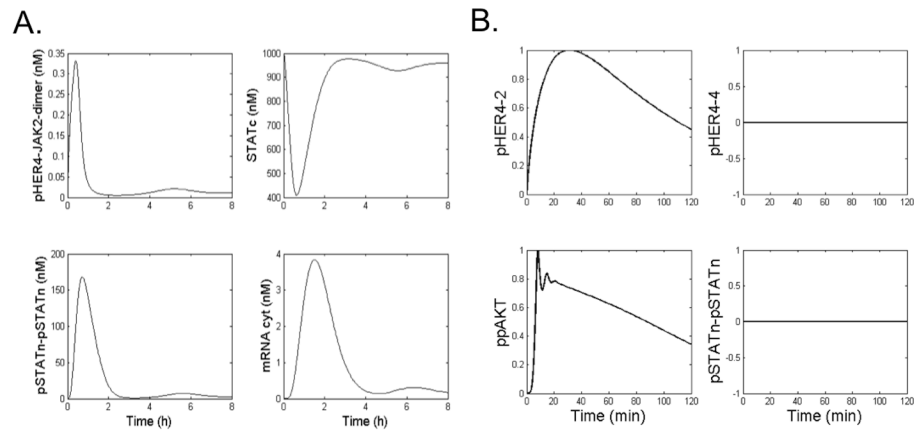 A.
B.
pHER4-JAK2-dimer (nM)
0.35
0.3
0.25
0.2
0.15
0.1
0.05
0
0 2 4 6 8
STATc (nM)
1000
900
800
700
600
500
400
0 2 4 6 8
pHER4-2
1
0.8
0.6
0.4
0.2
0
0 20 40 60 80 100 120
pHER4-4
1
0.5
0
-0.5
-1
0 20 40 60 80 100 120
pSTATn-pSTATn (nM)
200
150
100
50
0
0 2 4 6 8
Time (h)
mRNA cyt (nM)
4
3
2
1
0
0 2 4 6 8
Time (h)
ppAKT
1
0.8
0.6
0.4
0.2
0
0 20 40 60 80 100 120
Time (min)
pSTATn-pSTATn
1
0.5
0
-0.5
-1
0 20 40 60 80 100 120
Time (min)